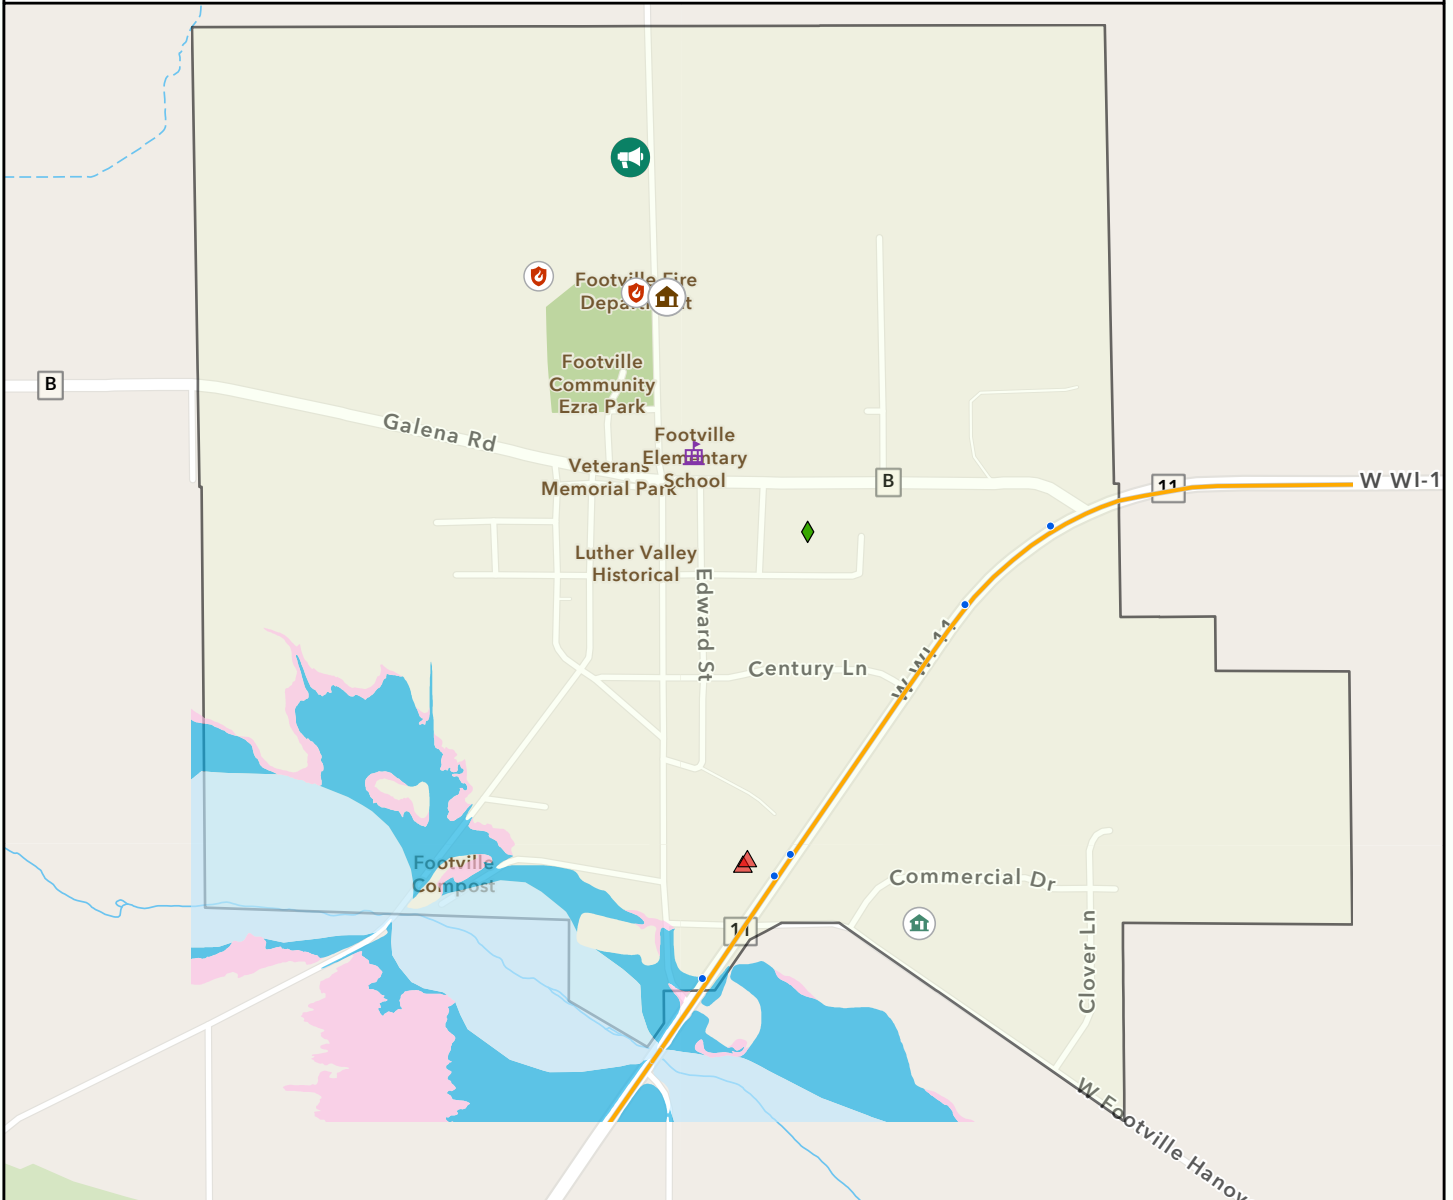 Footville Fire
Department
B
Footville
Community
Ezra Park
Galena Rd
Footville
Elementary
School
Veterans
Memorial Park
B
11
W WI-1
Luther Valley
Historical
Edward St
Century Ln
W WI-11
Footville
Compost
Commercial Dr
11
Clover Ln
W Footville Hanov